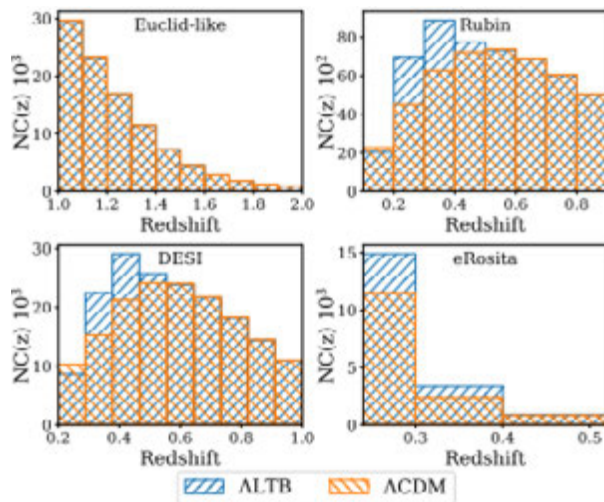 Euclid-like
NC(z) 10³
30
20
10
0
1.0 1.2 1.4 1.6 1.8 2.0
Redshift
Rubin
NC(z) 10²
80
60
40
20
0
0.2 0.4 0.6 0.8
Redshift
DESI
NC(z) 10³
30
20
10
0
0.2 0.4 0.6 0.8 1.0
Redshift
eRosita
NC(z) 10³
15
10
5
0
0.3 0.4 0.5
Redshift
ΛLTB ΛCDM